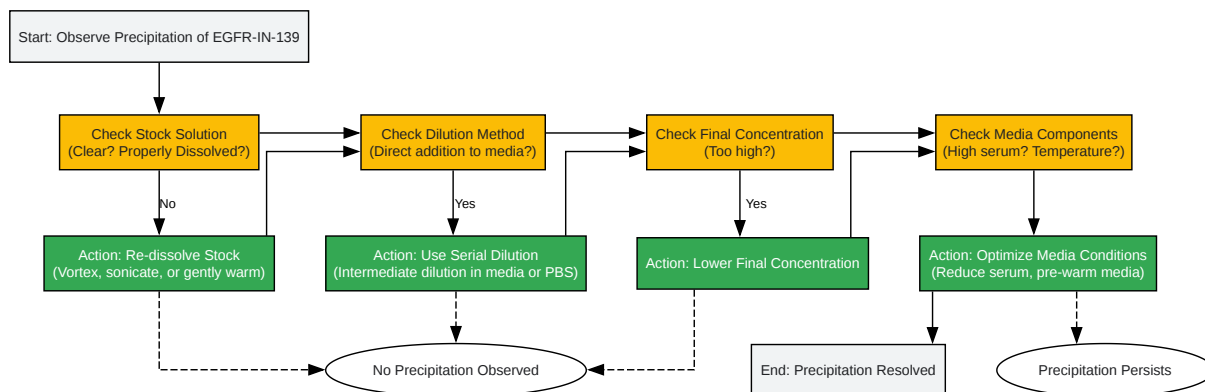 Start: Observe Precipitation of EGFR-IN-139
Check Stock Solution
(Clear? Properly Dissolved?)
Check Dilution Method
(Direct addition to media?)
Check Final Concentration
(Too high?)
Check Media Components
(High serum? Temperature?)
No
Yes
Yes
Action: Re-dissolve Stock
(Vortex, sonicate, or gently warm)
Action: Use Serial Dilution
(Intermediate dilution in media or PBS)
Action: Lower Final Concentration
Action: Optimize Media Conditions
(Reduce serum, pre-warm media)
No Precipitation Observed
End: Precipitation Resolved
Precipitation Persists